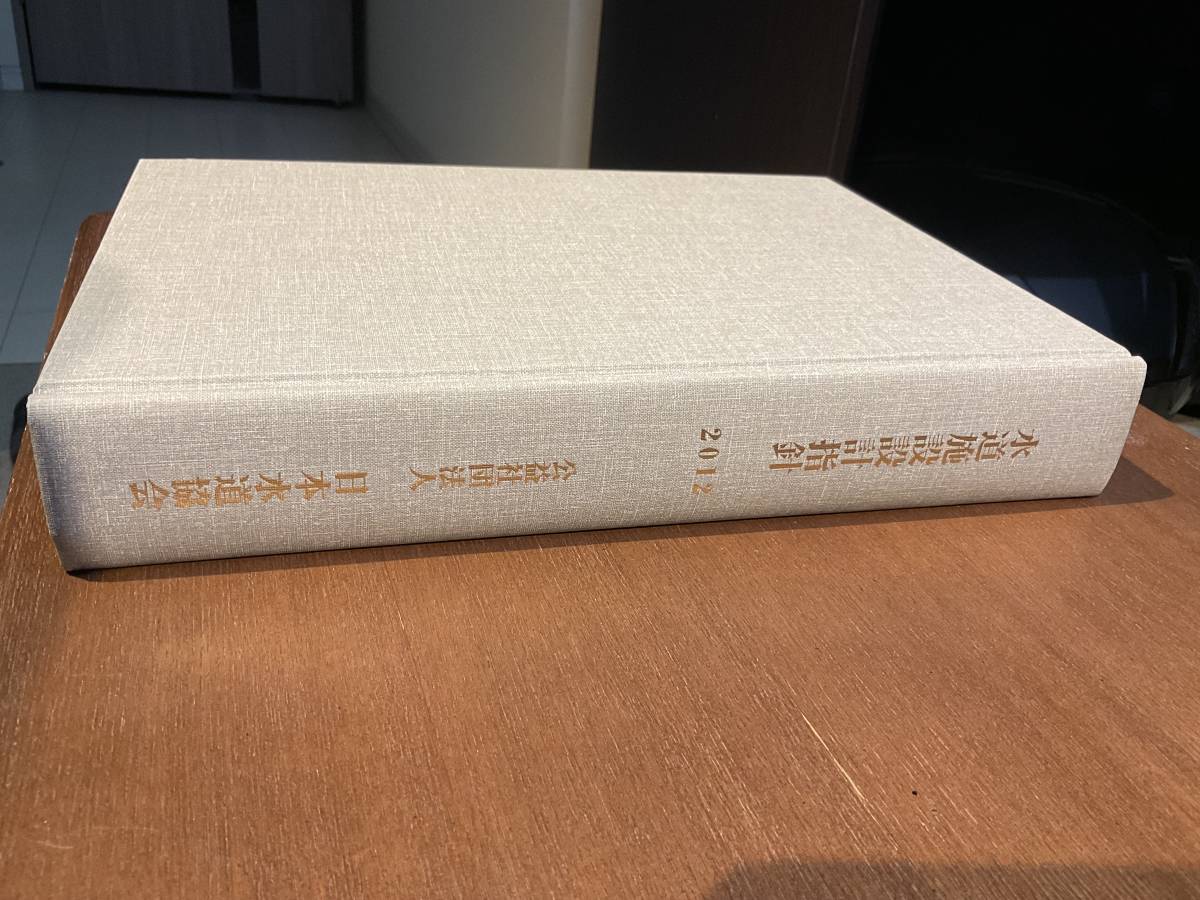 水道施設設計指針
2012
公益社団法人
日本水道協会